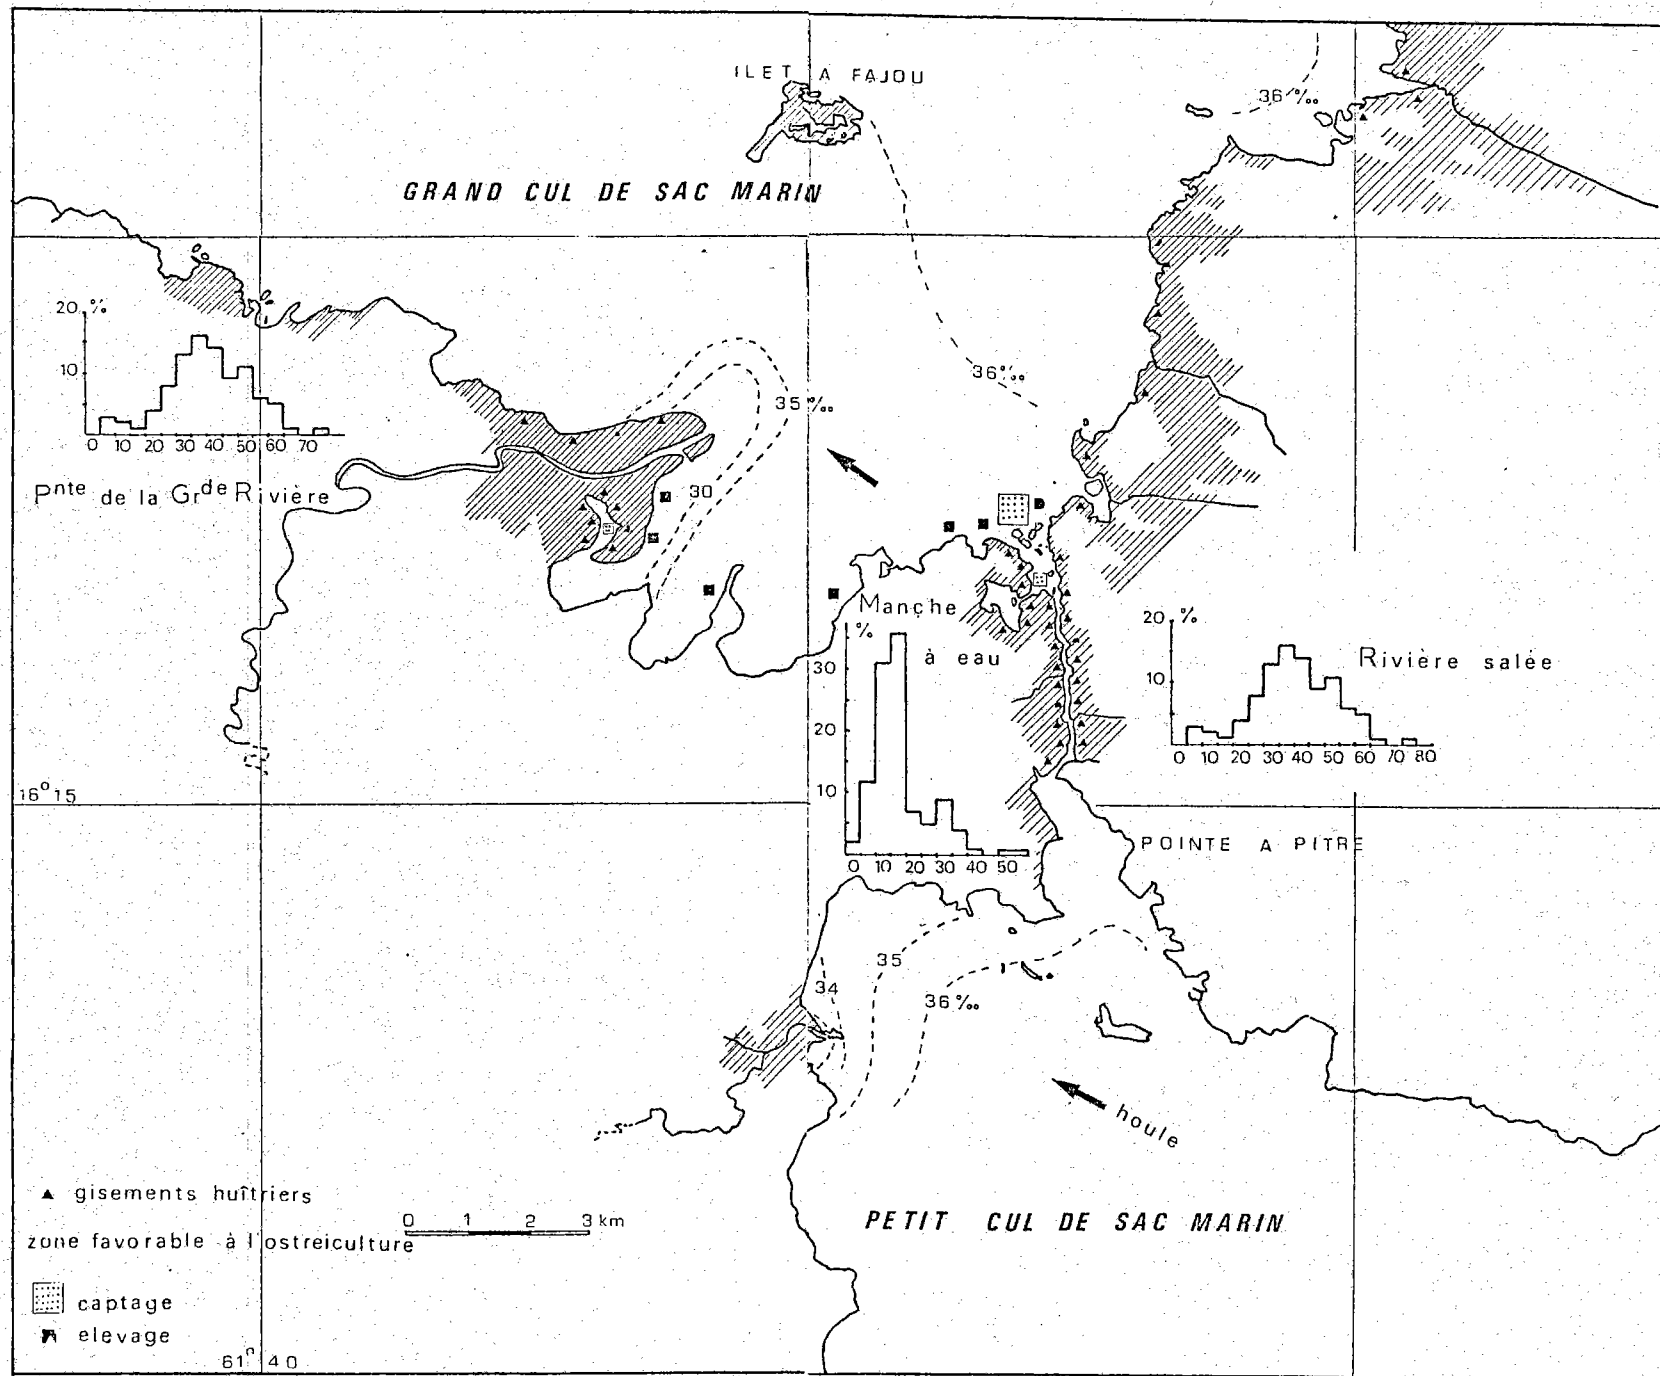 ILET A FAJOU
36 ‰
GRAND CUL DE SAC MARIN
20 %
10
0 10 20 30 40 50 60 70
36 ‰
35 ‰
Pnte de la Grde Rivière
30
Manche
à eau
%
30
20
10
0 10 20 30 40 50
20 %
10
0 10 20 30 40 50 60 70 80
Rivière salée
16° 15
POINTE A PITRE
35
34
36 ‰
houle
PETIT CUL DE SAC MARIN
gisements huîtriers
0 1 2 3 km
zone favorable à l'ostreiculture
captage
elevage
61° 40